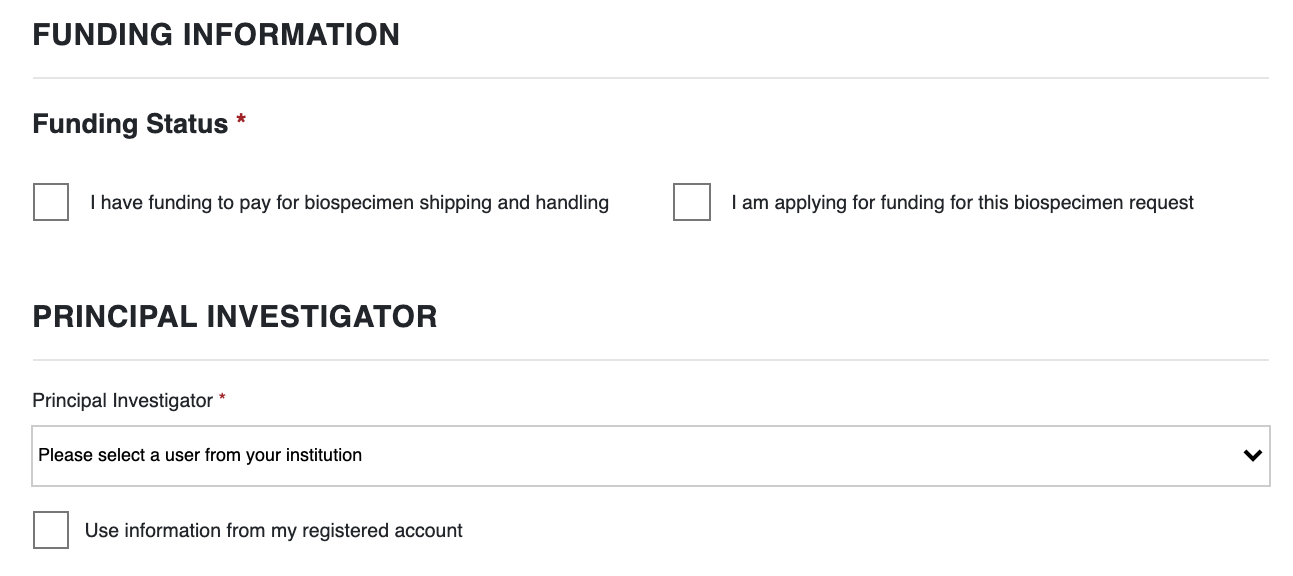 FUNDING INFORMATION
Funding Status *
I have funding to pay for biospecimen shipping and handling
I am applying for funding for this biospecimen request
PRINCIPAL INVESTIGATOR
Principal Investigator *
Please select a user from your institution
Use information from my registered account